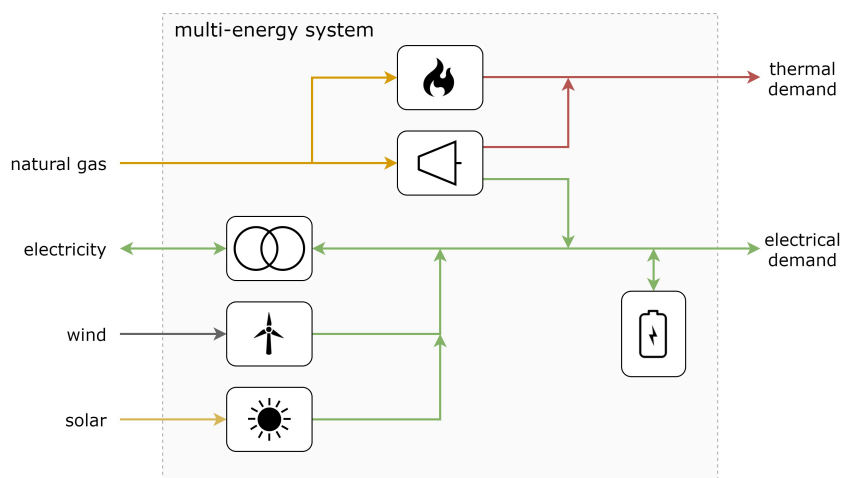 multi-energy system
thermal
demand
natural gas
electricity
electrical
demand
wind
solar